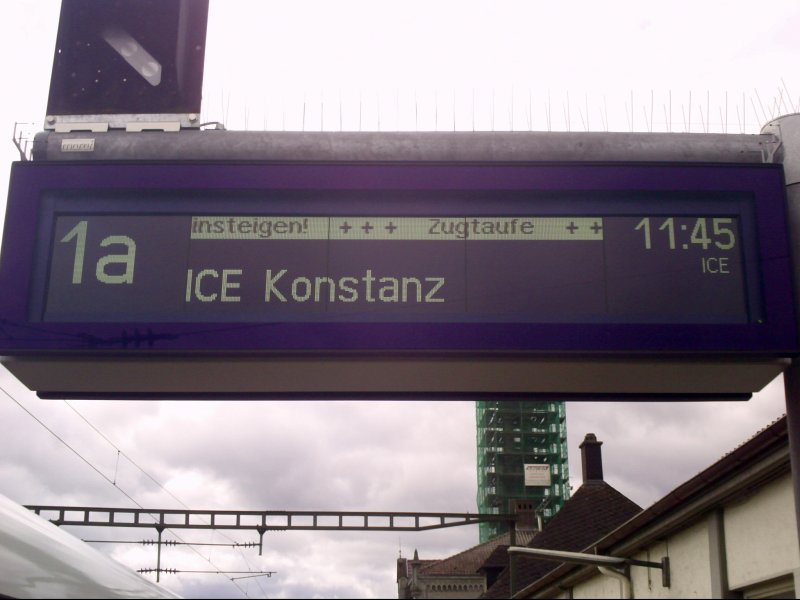 1a
insteigen! +++ Zugtaufe ++
11:45
ICE
ICE Konstanz